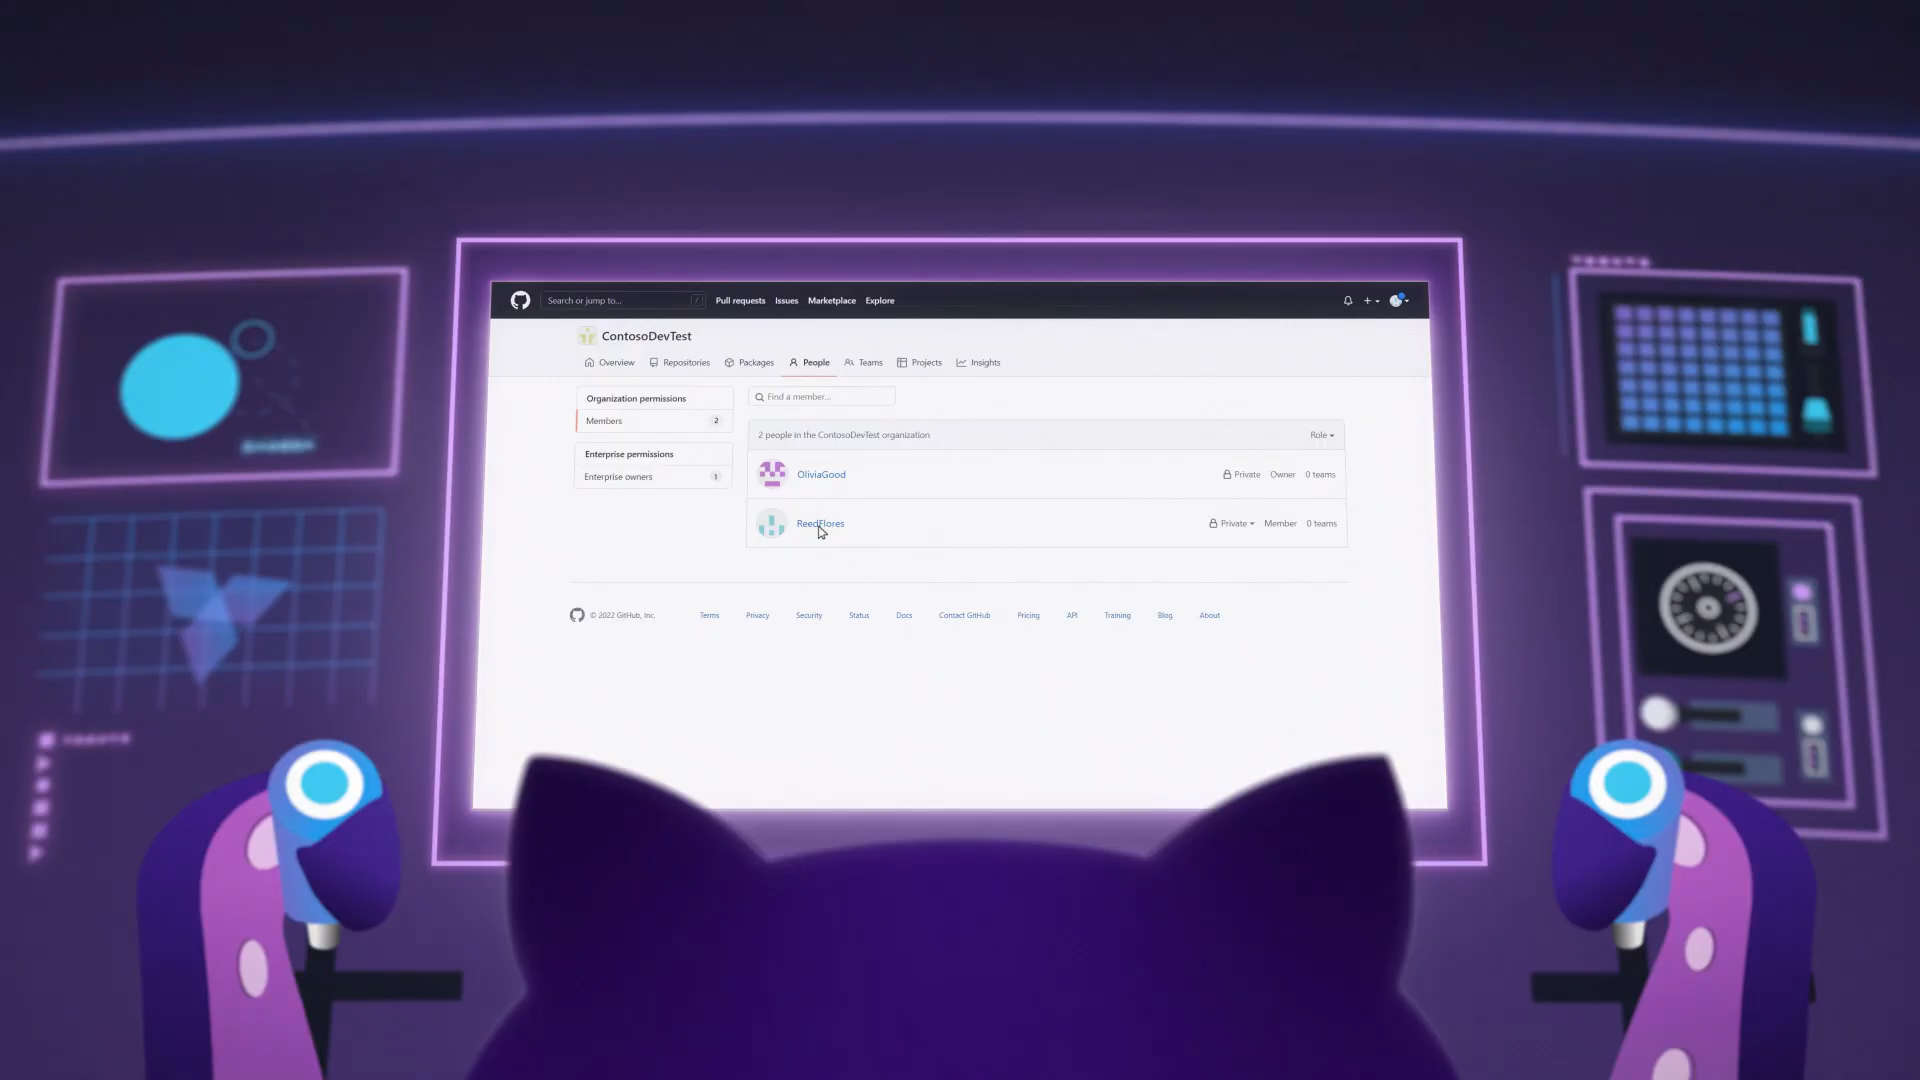 Search or jump to... /
Pull requests Issues Marketplace Explore
ContosoDevTest
Overview Repositories Packages People Teams Projects Insights
Organization permissions
Members 2
Enterprise permissions
Enterprise owners 1
Find a member...
2 people in the ContosoDevTest organization Role
OliviaGood Private Owner 0 teams
ReedFlores Private Member 0 teams
© 2022 GitHub, Inc. Terms Privacy Security Status Docs Contact GitHub Pricing API Training Blog About